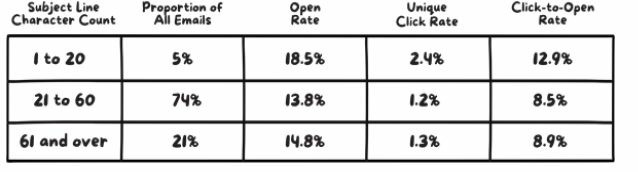 Subject Line Proportion of Open Unique Click-to-Open
Character Count All Emails Rate Click Rate Rate
1 to 20 5% 18.5% 2.4% 12.9%
21 to 60 74% 13.8% 1.2% 8.5%
61 and over 21% 14.8% 1.3% 8.9%